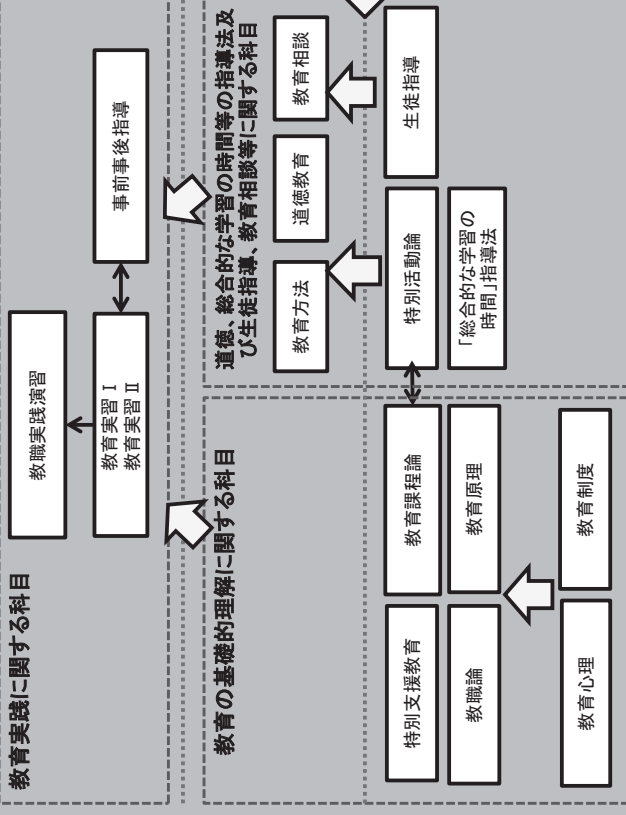 教育実践に関する科目
教職実践演習
教育実習Ⅰ
教育実習Ⅱ
事前事後指導
教育の基礎的理解に関する科目
特別支援教育
教育課程論
教職論
教育原理
教育心理
教育制度
道徳、総合的な学習の時間等の指導法及
び生徒指導、教育相談等に関する科目
教育方法
道徳教育
教育相談
特別活動論
生徒指導
「総合的な学習の
時間」指導法